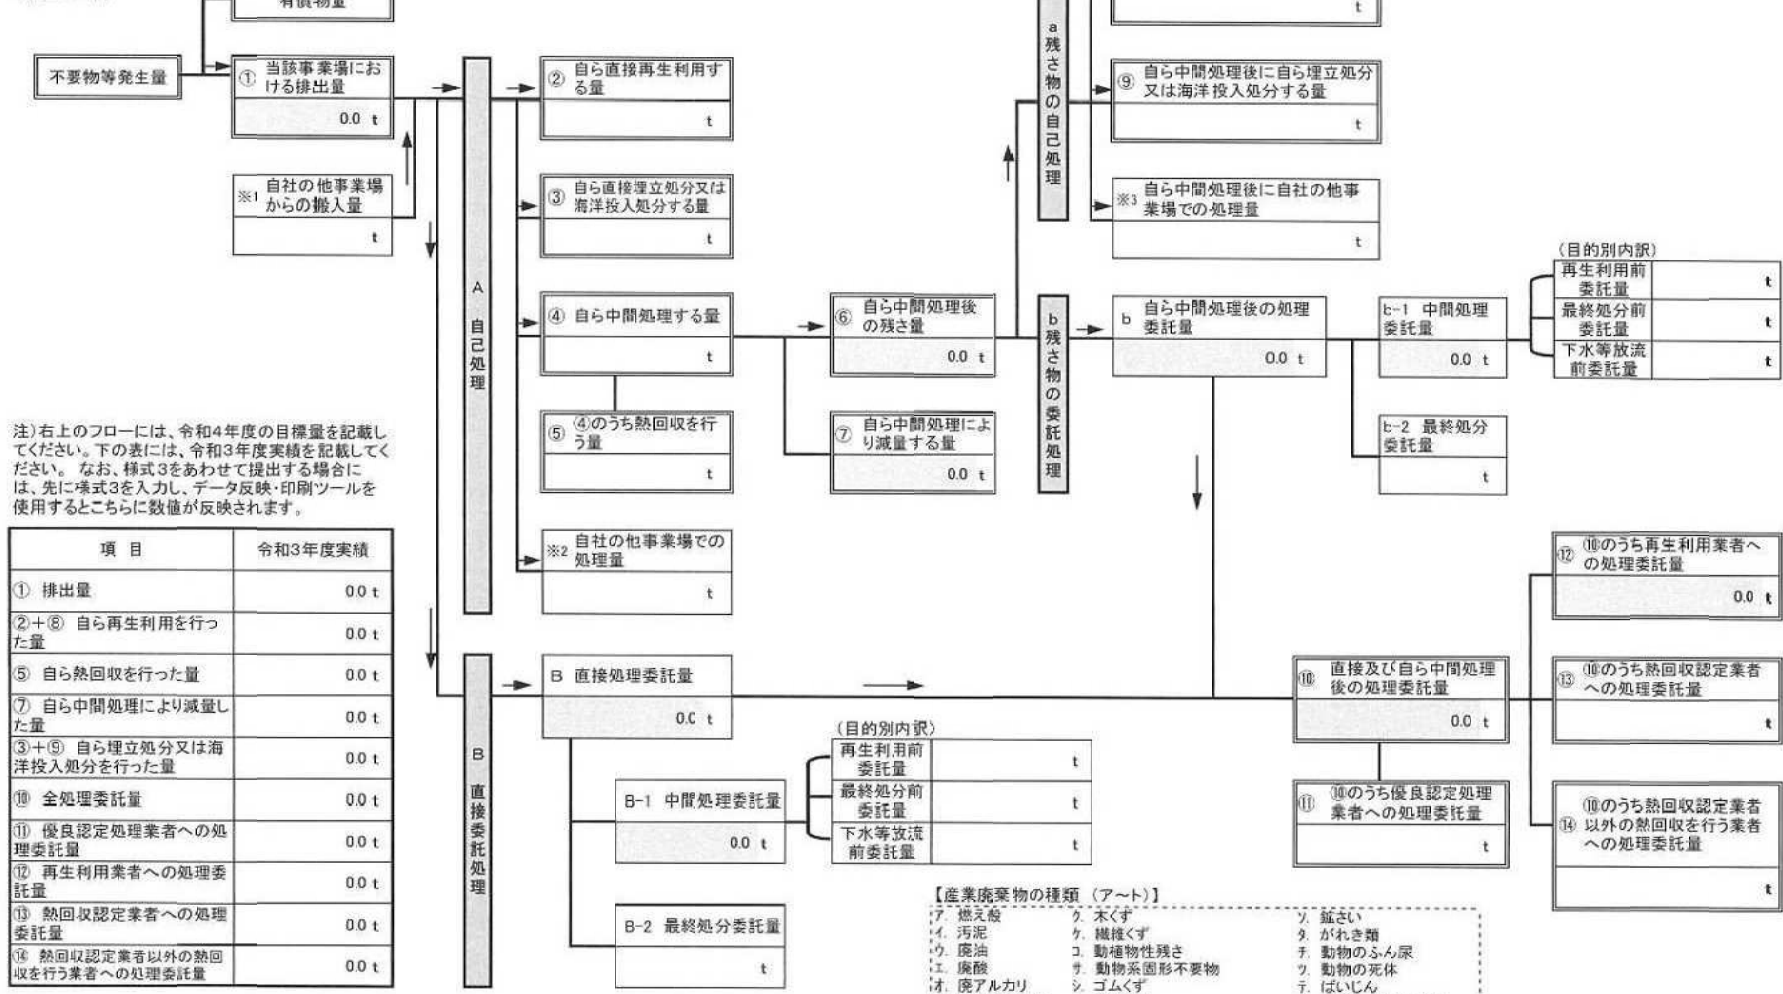 有償物量
不要物等発生量
① 当該事業場にお
ける排出量
0.0 t
※1 自社の他事業場
からの搬入量
t
A 自己処理
② 自ら直接再生利用す
る量
t
③ 自ら直接埋立処分又は
海洋投入処分する量
t
④ 自ら中間処理する量
t
⑤ ④のうち熱回収を行
う量
t
※2 自社の他事業場での
処理量
t
⑥ 自ら中間処理後
の残さ量
0.0 t
⑦ 自ら中間処理によ
り減量する量
0.0 t
a 残さ物の自己処理
t
⑨ 自ら中間処理後に自ら埋立処分
又は海洋投入処分する量
t
※3 自ら中間処理後に自社の他事
業場での処理量
t
b 残さ物の委託処理
b 自ら中間処理後の処理
委託量
0.0 t
b-1 中間処理
委託量
0.0 t
(目的別内訳)
再生利用前
委託量
t
最終処分前
委託量
t
下水等放流
前委託量
t
b-2 最終処分
委託量
t
注)右上のフローには、令和4年度の目標量を記載し
てください。下の表には、令和3年度実績を記載してく
ださい。 なお、様式3をあわせて提出する場合に
は、先に様式3を入力し、データ反映・印刷ツールを
使用するとこちらに数値が反映されます。
項 目 令和3年度実績
① 排出量 0.0 t
②+⑧ 自ら再生利用を行っ
た量 0.0 t
⑤ 自ら熱回収を行った量 0.0 t
⑦ 自ら中間処理により減量し
た量 0.0 t
③+⑨ 自ら埋立処分又は海
洋投入処分を行った量 0.0 t
⑩ 全処理委託量 0.0 t
⑪ 優良認定処理業者への処
理委託量 0.0 t
⑫ 再生利用業者への処理委
託量 0.0 t
⑬ 熱回収認定業者への処理
委託量 0.0 t
⑭ 熱回収認定業者以外の熱回
収を行う業者への処理委託量 0.0 t
B 直接委託処理
B 直接処理委託量
0.0 t
B-1 中間処理委託量
0.0 t
(目的別内訳)
再生利用前
委託量
t
最終処分前
委託量
t
下水等放流
前委託量
t
B-2 最終処分委託量
t
⑩ 直接及び自ら中間処理
後の処理委託量
0.0 t
⑪ ⑩のうち優良認定処理
業者への処理委託量
t
⑫ ⑩のうち再生利用業者へ
の処理委託量
0.0 t
⑬ ⑩のうち熱回収認定業者
への処理委託量
t
⑭ ⑩のうち熱回収認定業者
以外の熱回収を行う業者
への処理委託量
t
【産業廃棄物の種類 (ア~ト)】
ア. 燃え殻 ク. 木くず ソ. 鉱さい
イ. 汚泥 ケ. 繊維くず タ. がれき類
ウ. 廃油 コ. 動植物性残さ チ. 動物のふん尿
エ. 廃酸 サ. 動物系固形不要物 ツ. 動物の死体
オ. 廃アルカリ シ. ゴムくず テ. ばいじん